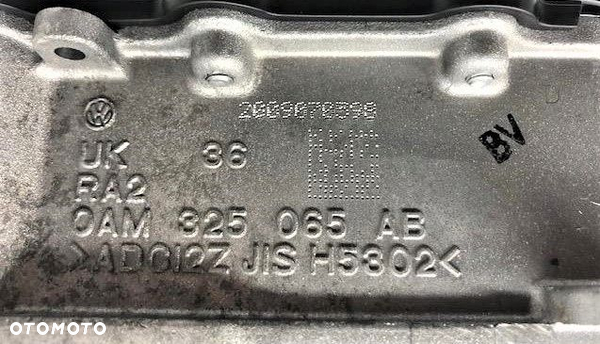 2009070598
BV
UK 36
RA2
0AM 325 065 AB
>ADC12Z JIS H5302<
OTOMOTO